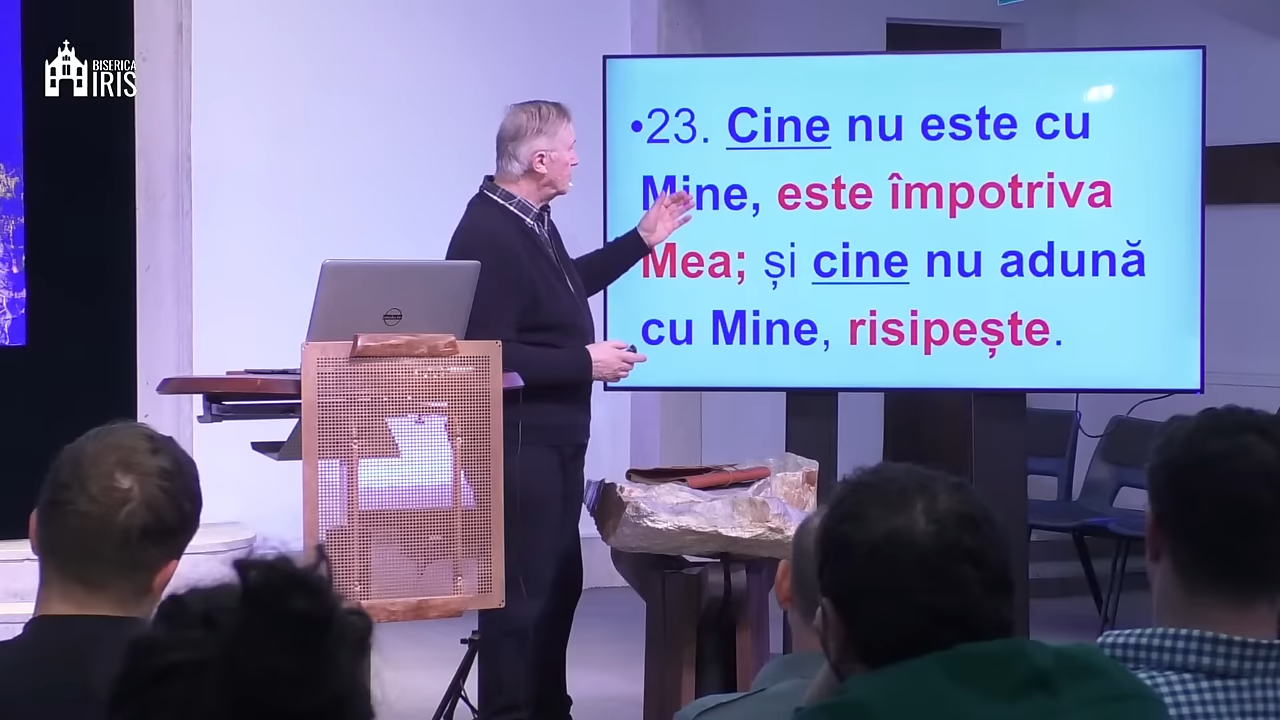 BISERICA
IRIS
•23. Cine nu este cu
Mine, este împotriva
Mea; și cine nu adună
cu Mine, risipește.